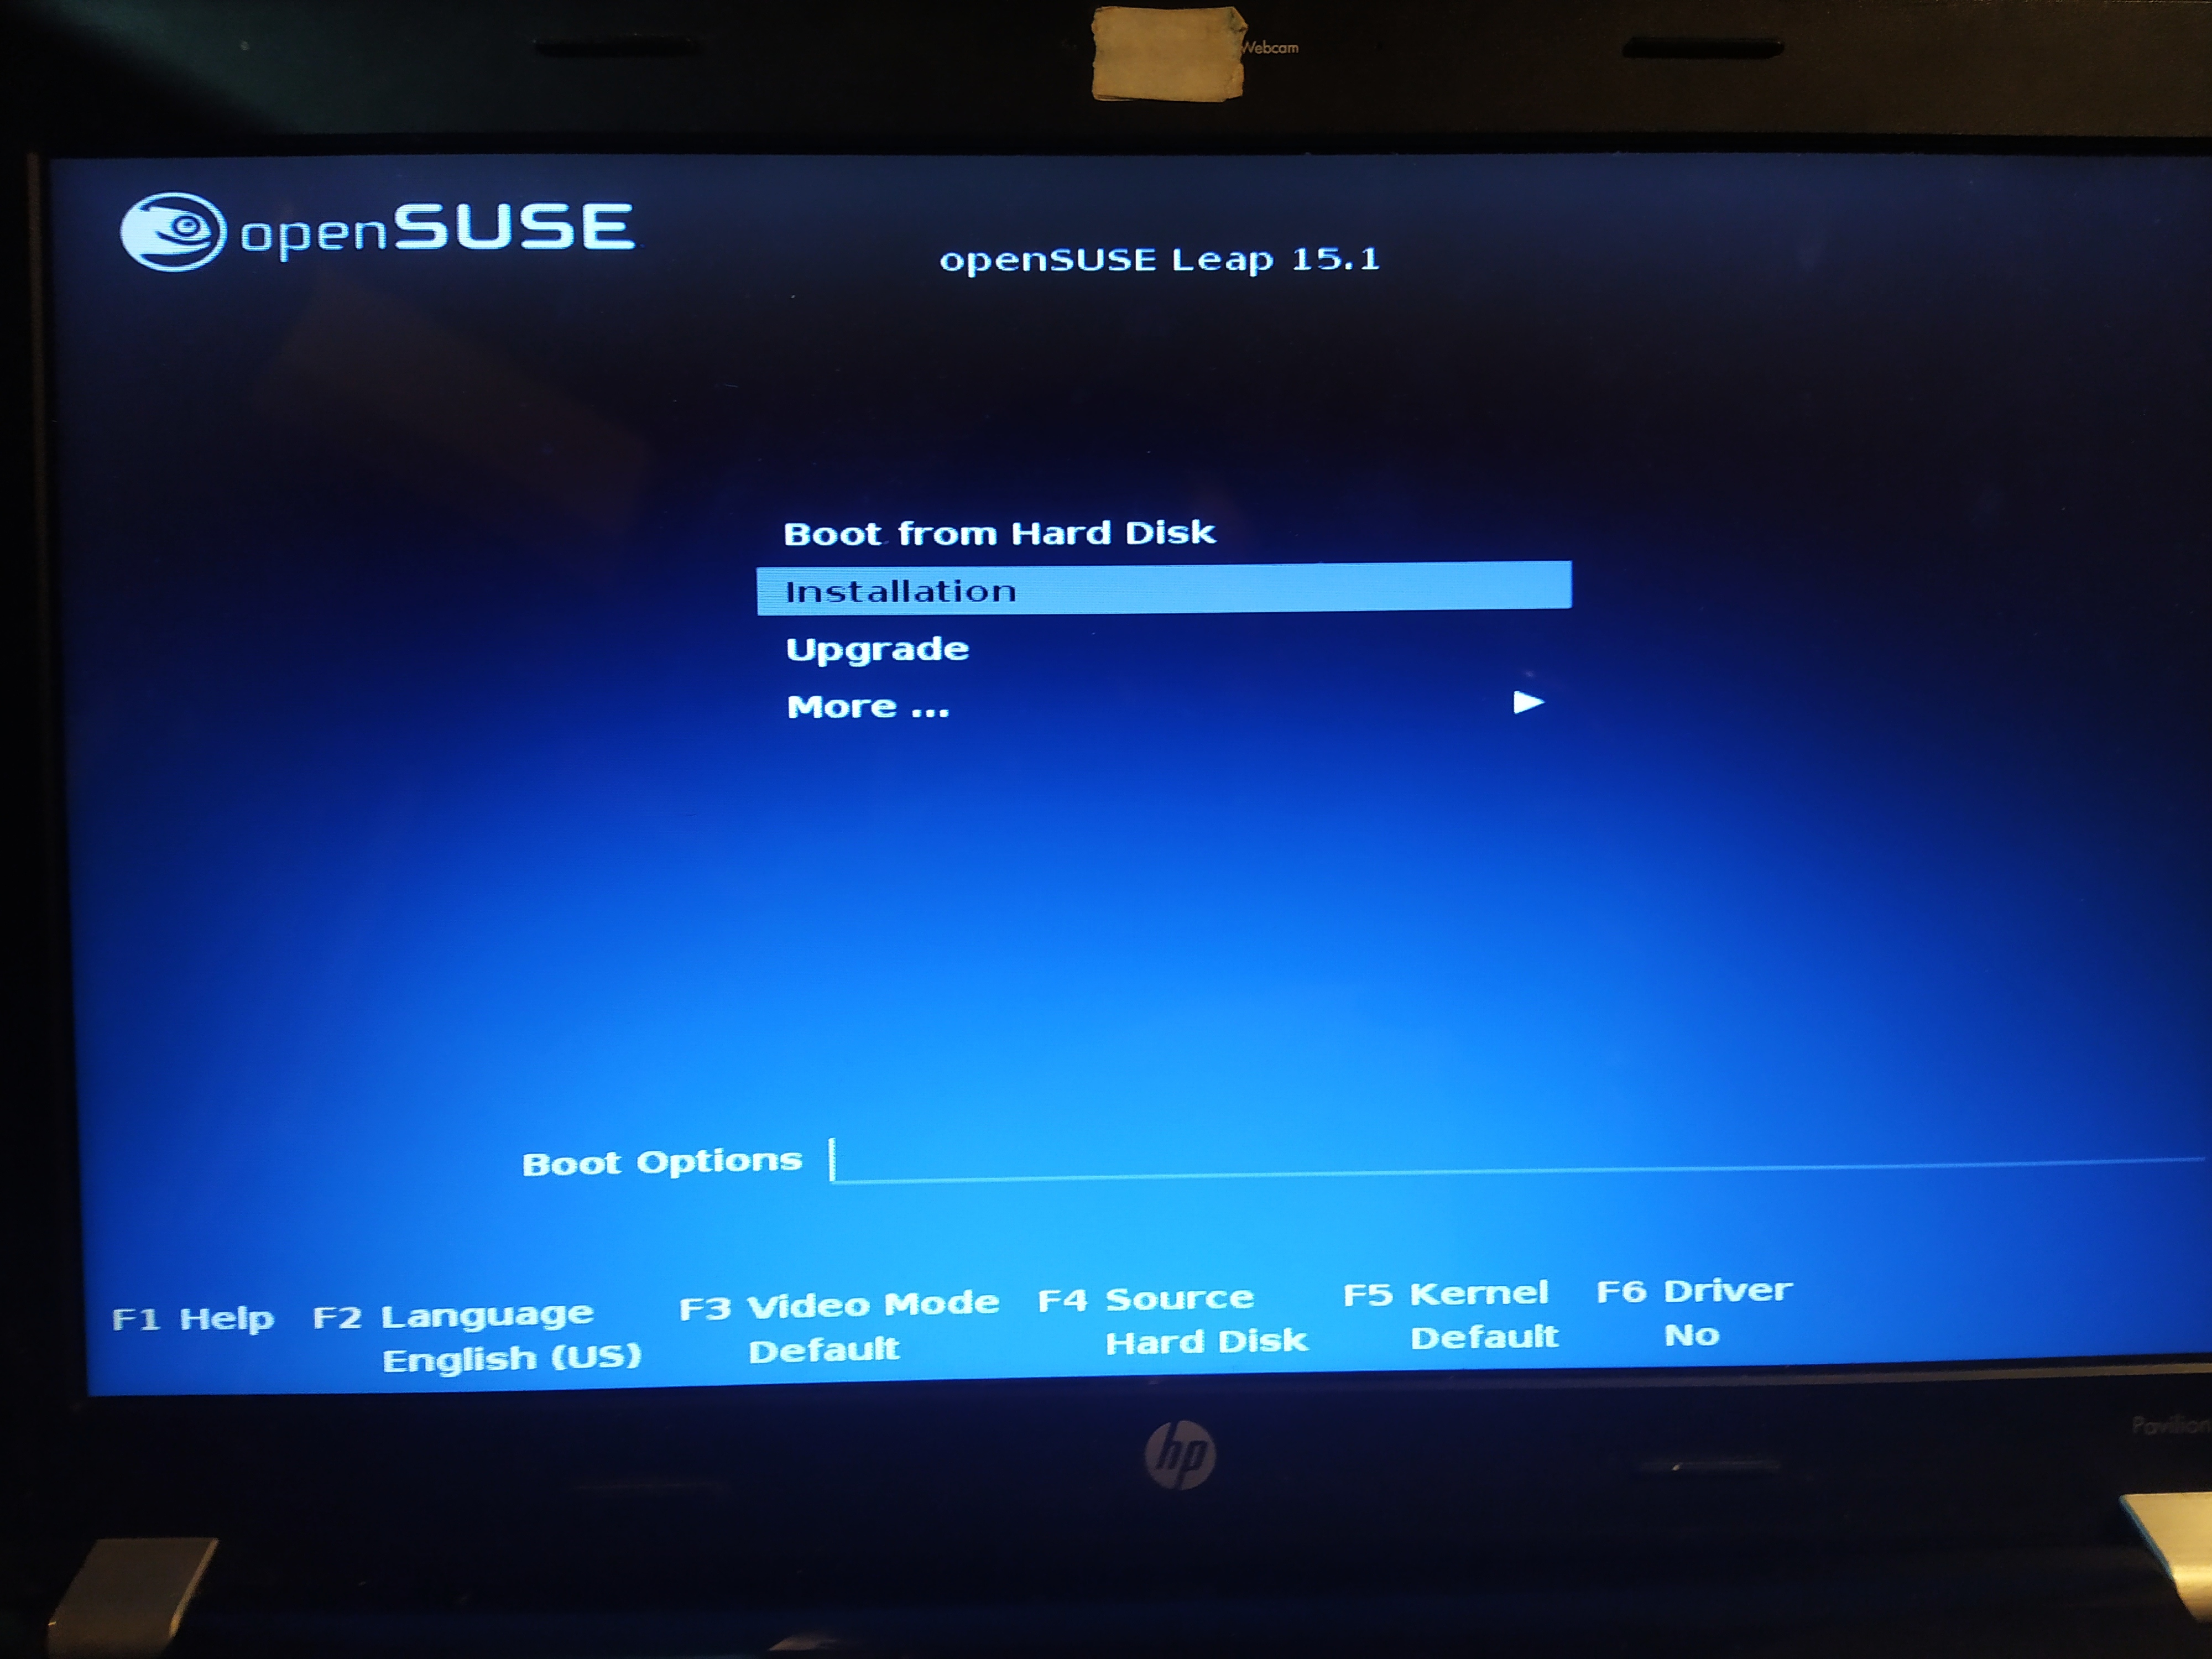 Webcam
openSUSE
openSUSE Leap 15.1
Boot from Hard Disk
Installation
Upgrade
More ...
Boot Options
F1 Help F2 Language F3 Video Mode F4 Source F5 Kernel F6 Driver
English (US) Default Hard Disk Default No
hp
Pavilion